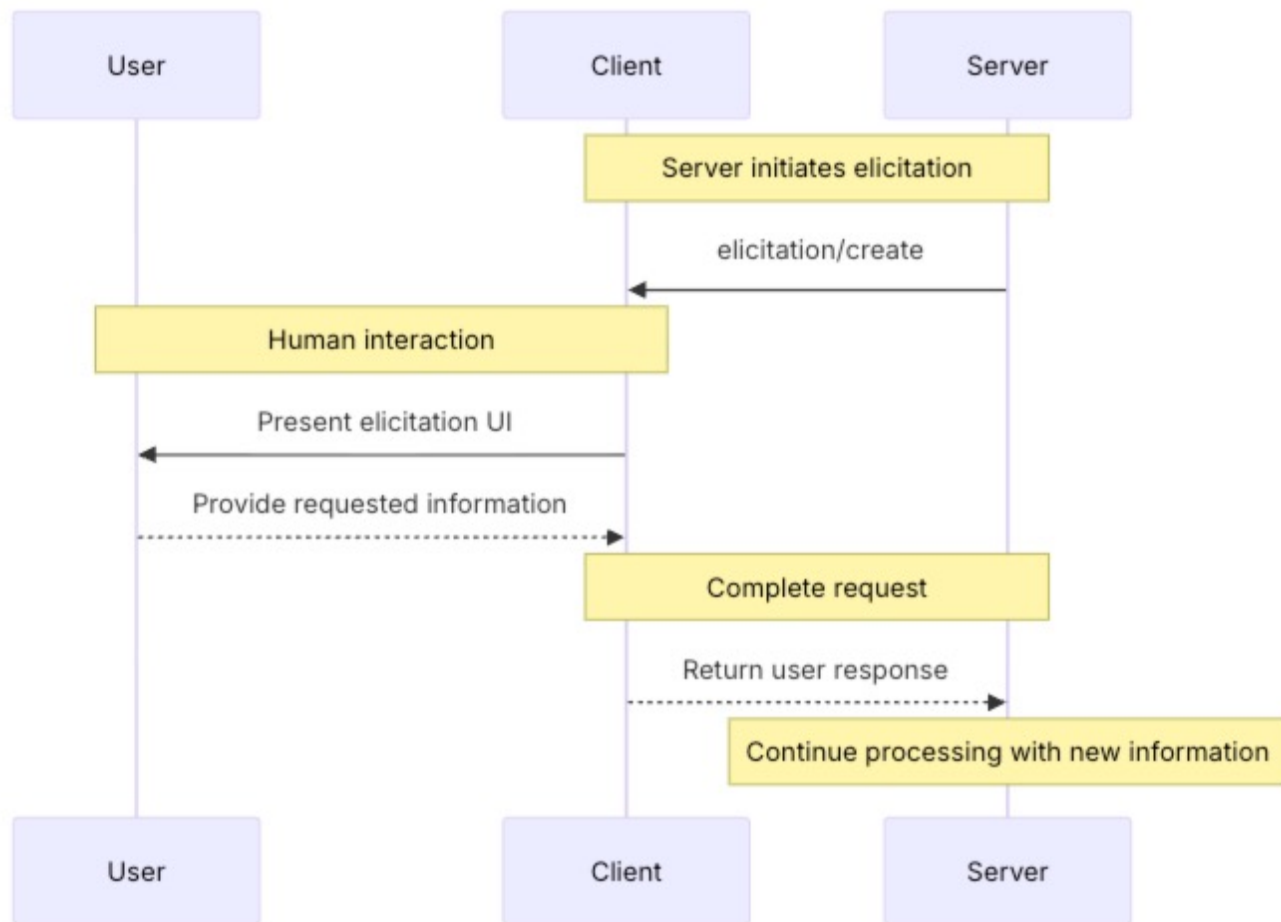 User
Client
Server
Server initiates elicitation
elicitation/create
Human interaction
Present elicitation UI
Provide requested information
Complete request
Return user response
Continue processing with new information
User
Client
Server